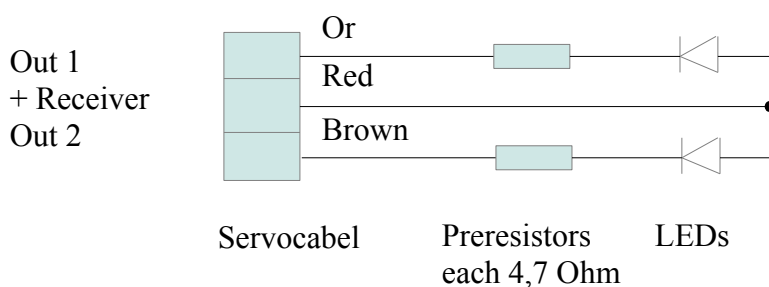 Or
Out 1
Red
+ Receiver
Out 2
Brown
Servocabel
Preresistors
LEDs
each 4,7 Ohm